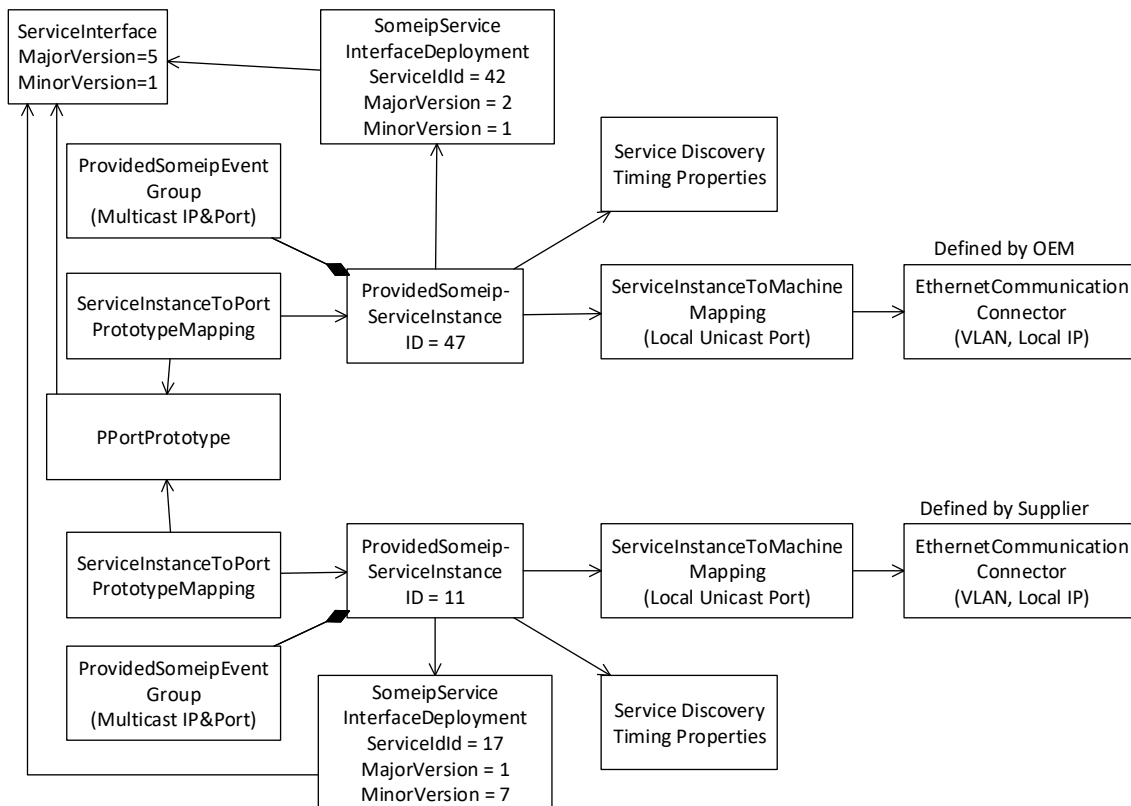 ServiceInterface
MajorVersion=5
MinorVersion=1
SomeipService
InterfaceDeployment
ServiceIdId = 42
MajorVersion = 2
MinorVersion = 1
ProvidedSomeipEvent
Group
(Multicast IP&Port)
Service Discovery
Timing Properties
Defined by OEM
ServiceInstanceToPort
PrototypeMapping
ProvidedSomeip-
ServiceInstance
ID = 47
ServiceInstanceToMachine
Mapping
(Local Unicast Port)
EthernetCommunication
Connector
(VLAN, Local IP)
PPortPrototype
Defined by Supplier
ServiceInstanceToPort
PrototypeMapping
ProvidedSomeip-
ServiceInstance
ID = 11
ServiceInstanceToMachine
Mapping
(Local Unicast Port)
EthernetCommunication
Connector
(VLAN, Local IP)
ProvidedSomeipEvent
Group
(Multicast IP&Port)
SomeipService
InterfaceDeployment
ServiceIdId = 17
MajorVersion = 1
MinorVersion = 7
Service Discovery
Timing Properties